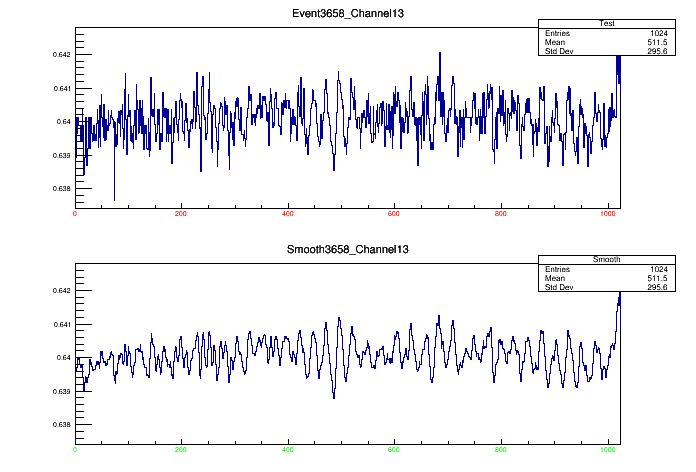 Event3658_Channel13
Test
Entries 1024
Mean 511.5
Std Dev 295.6
0.642
0.641
0.64
0.639
0.638
0 200 400 600 800 1000
Smooth3658_Channel13
Smooth
Entries 1024
Mean 511.5
Std Dev 295.6
0.642
0.641
0.64
0.639
0.638
0 200 400 600 800 1000